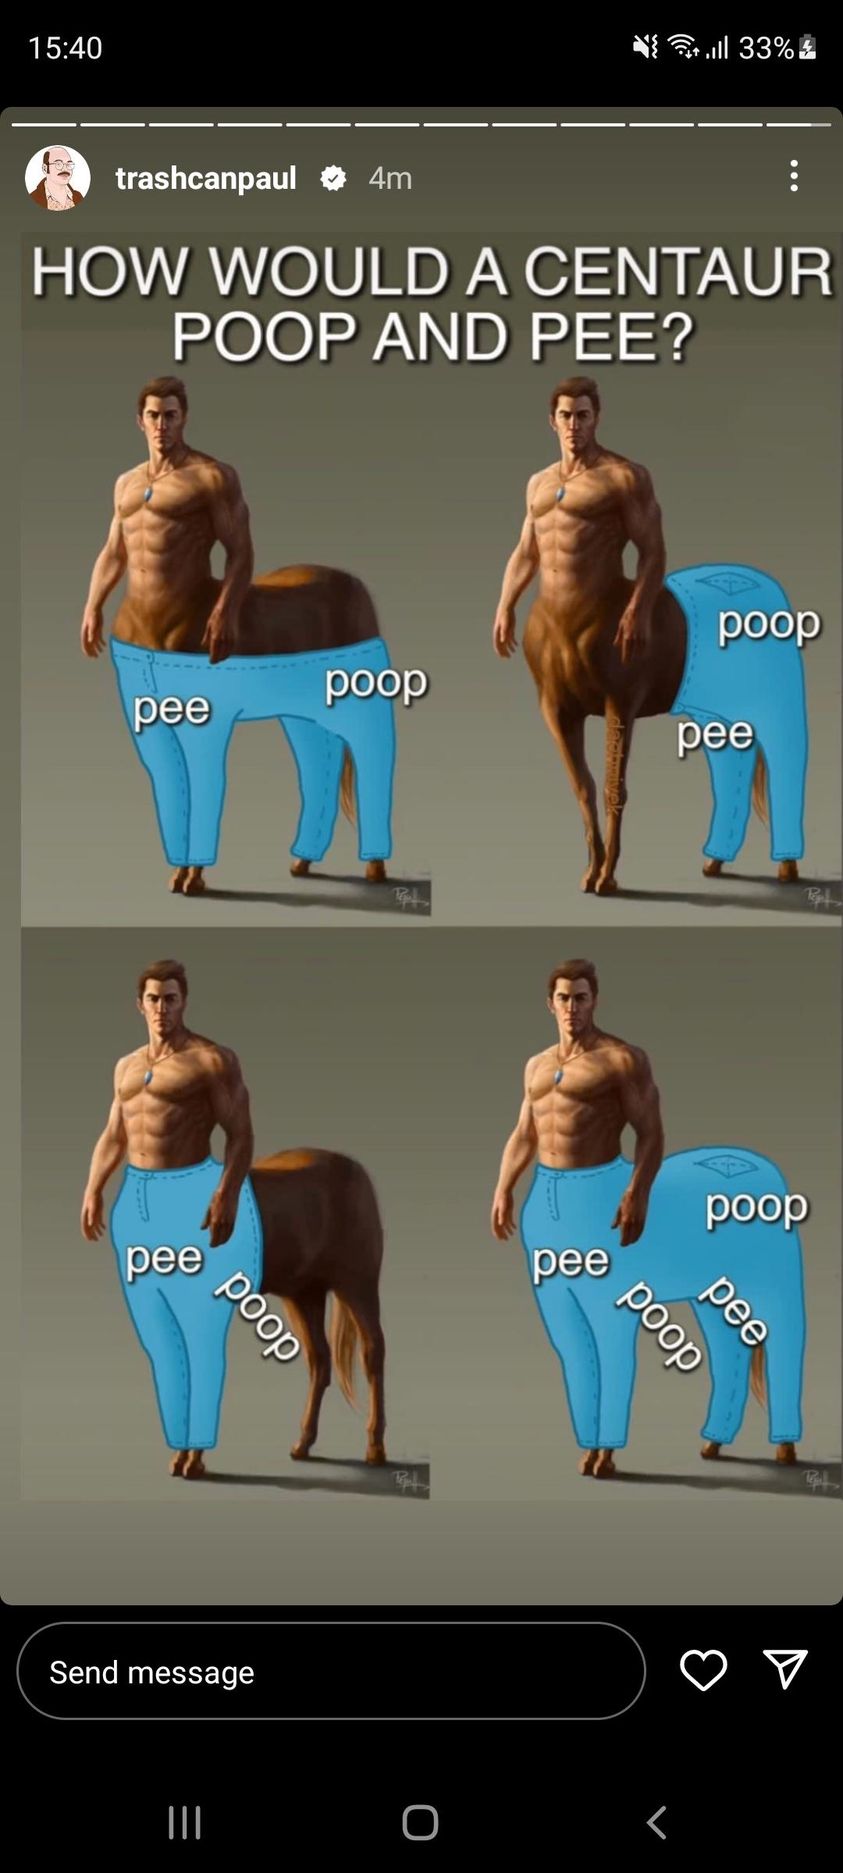 15:40
33%
trashcanpaul 4m
HOW WOULD A CENTAUR
POOP AND PEE?
pee
poop
poop
pee
pee
poop
pee
poop
poop
pee
Send message